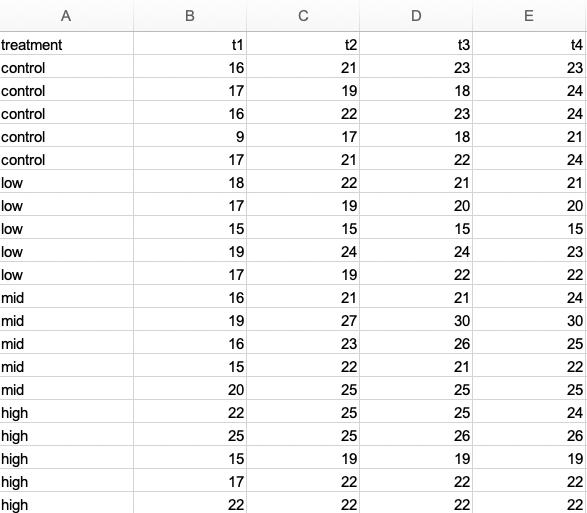 A B C D E
treatment t1 t2 t3 t4
control 16 21 23 23
control 17 19 18 24
control 16 22 23 24
control 9 17 18 21
control 17 21 22 24
low 18 22 21 21
low 17 19 20 20
low 15 15 15 15
low 19 24 24 23
low 17 19 22 22
mid 16 21 21 24
mid 19 27 30 30
mid 16 23 26 25
mid 15 22 21 22
mid 20 25 25 25
high 22 25 25 24
high 25 25 26 26
high 15 19 19 19
high 17 22 22 22
high 22 22 22 22